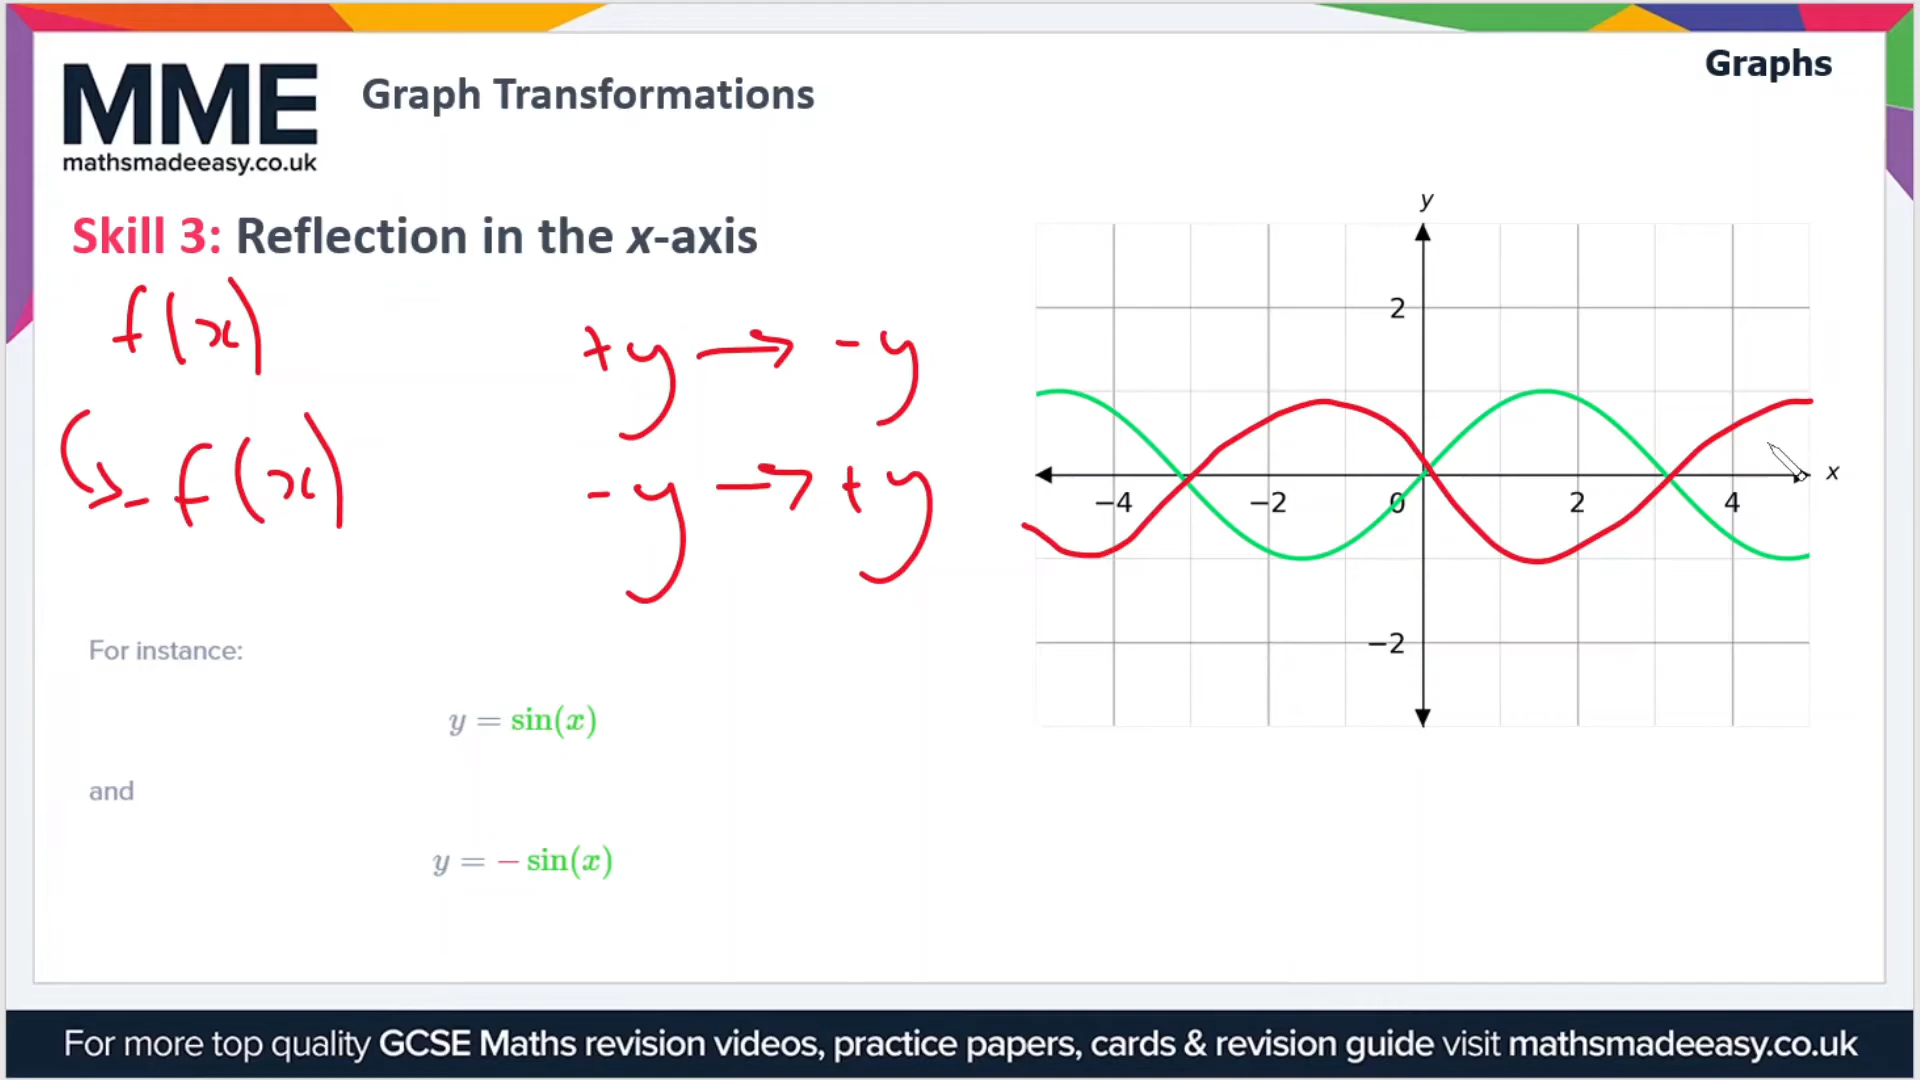 Graphs
MME
mathsmadeeasy.co.uk
Graph Transformations
Skill 3: Reflection in the x-axis
f(x)
+y → -y
-f(x)
-y → +y
For instance:
y = sin(x)
and
y = − sin(x)
y
2
x
−4 −2 0 2 4
−2
For more top quality GCSE Maths revision videos, practice papers, cards & revision guide visit mathsmadeeasy.co.uk